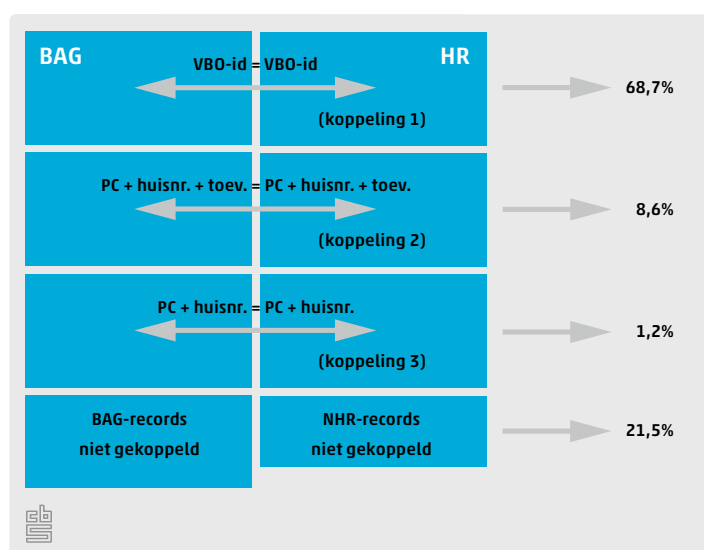 BAG
HR
VBO-id = VBO-id
(koppeling 1)
68,7%
PC + huisnr. + toev. = PC + huisnr. + toev.
(koppeling 2)
8,6%
PC + huisnr. = PC + huisnr.
(koppeling 3)
1,2%
BAG-records
niet gekoppeld
NHR-records
niet gekoppeld
21,5%
cbs